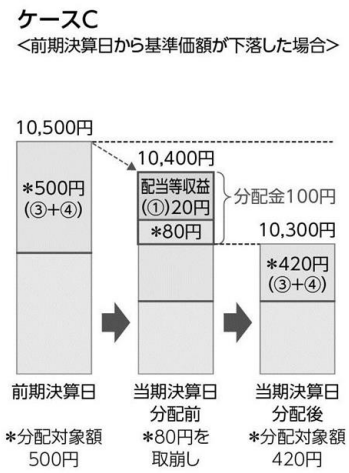 ケースC
<前期決算日から基準価額が下落した場合>
10,500円
*500円
(③+④)
10,400円
配当等収益
(①)20円
*80円
分配金100円
10,300円
*420円
(③+④)
前期決算日
当期決算日
分配前
当期決算日
分配後
*分配対象額
500円
*80円を
取崩し
*分配対象額
420円